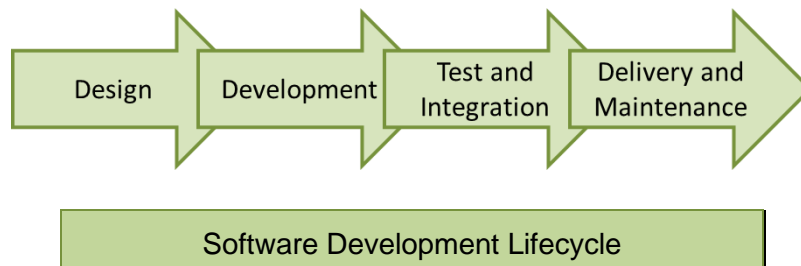 Design
Development
Test and
Integration
Delivery and
Maintenance
Software Development Lifecycle